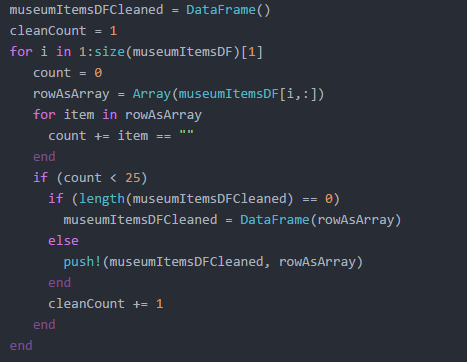 museumItemsDFCleaned = DataFrame()
cleanCount = 1
for i in 1:size(museumItemsDF)[1]
   count = 0
   rowAsArray = Array(museumItemsDF[i,:])
   for item in rowAsArray
     count += item == ""
   end
   if (count < 25)
     if (length(museumItemsDFCleaned) == 0)
       museumItemsDFCleaned = DataFrame(rowAsArray)
     else
       push!(museumItemsDFCleaned, rowAsArray)
     end
     cleanCount += 1
   end
end